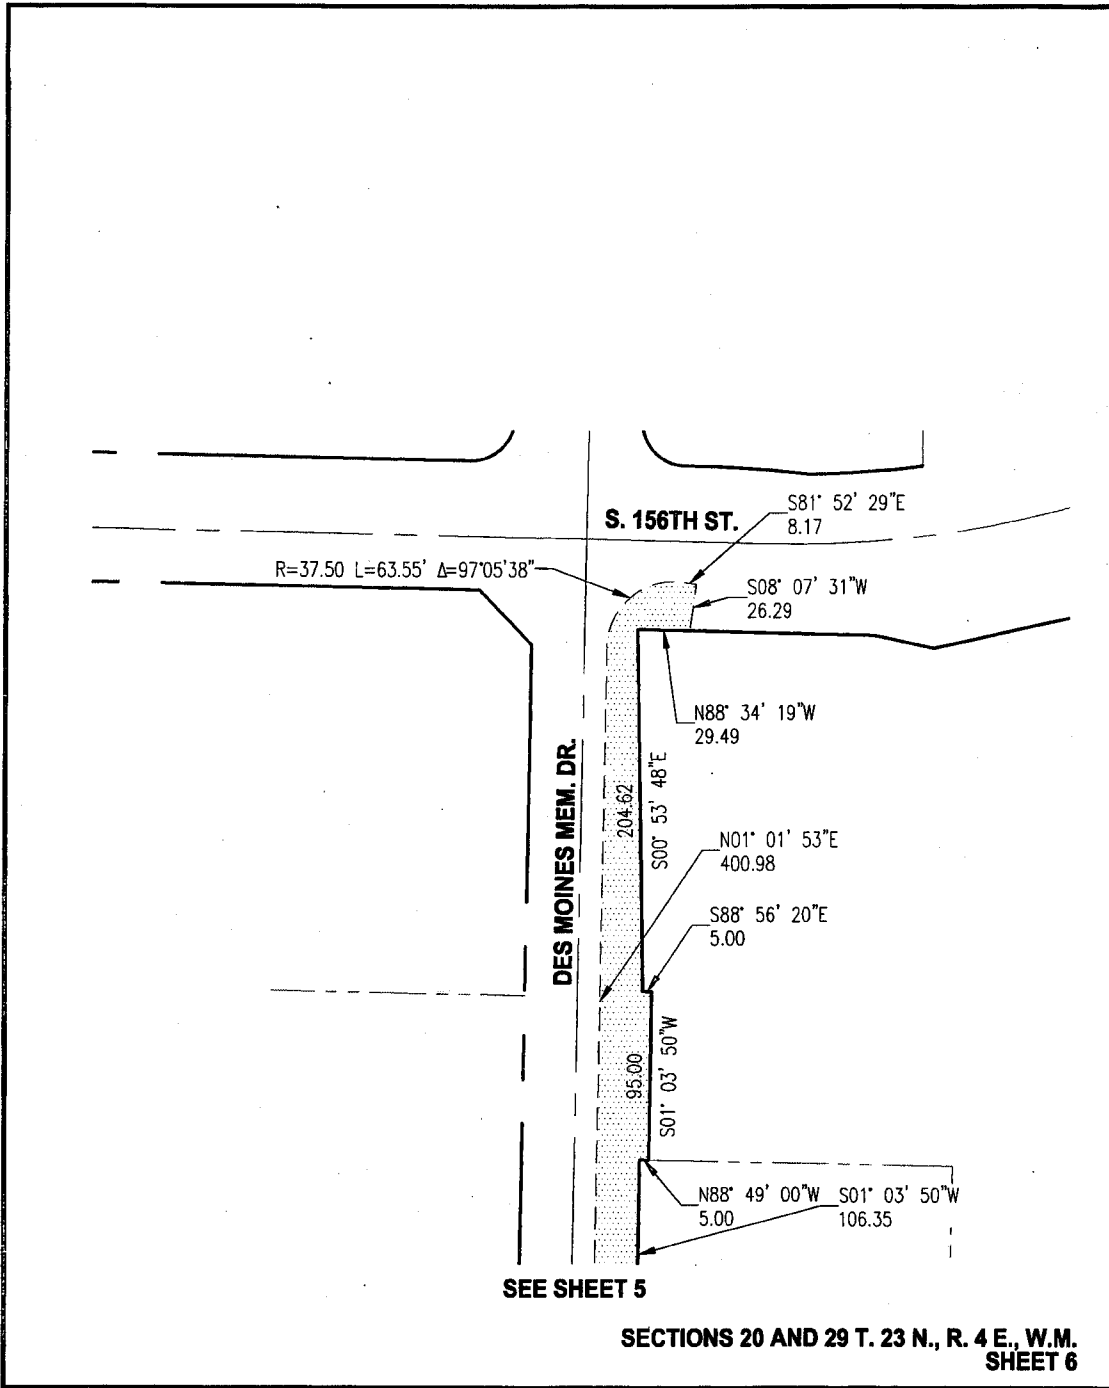 S81° 52' 29"E
8.17
S. 156TH ST.
R=37.50 L=63.55' Δ=97°05'38"
S08° 07' 31"W
26.29
N88° 34' 19"W
29.49
DES MOINES MEM. DR.
204.62
S00° 53' 48"E
N01° 01' 53"E
400.98
S88° 56' 20"E
5.00
95.00
S01° 03' 50"W
N88° 49' 00"W
5.00
S01° 03' 50"W
106.35
SEE SHEET 5
SECTIONS 20 AND 29 T. 23 N., R. 4 E., W.M.
SHEET 6